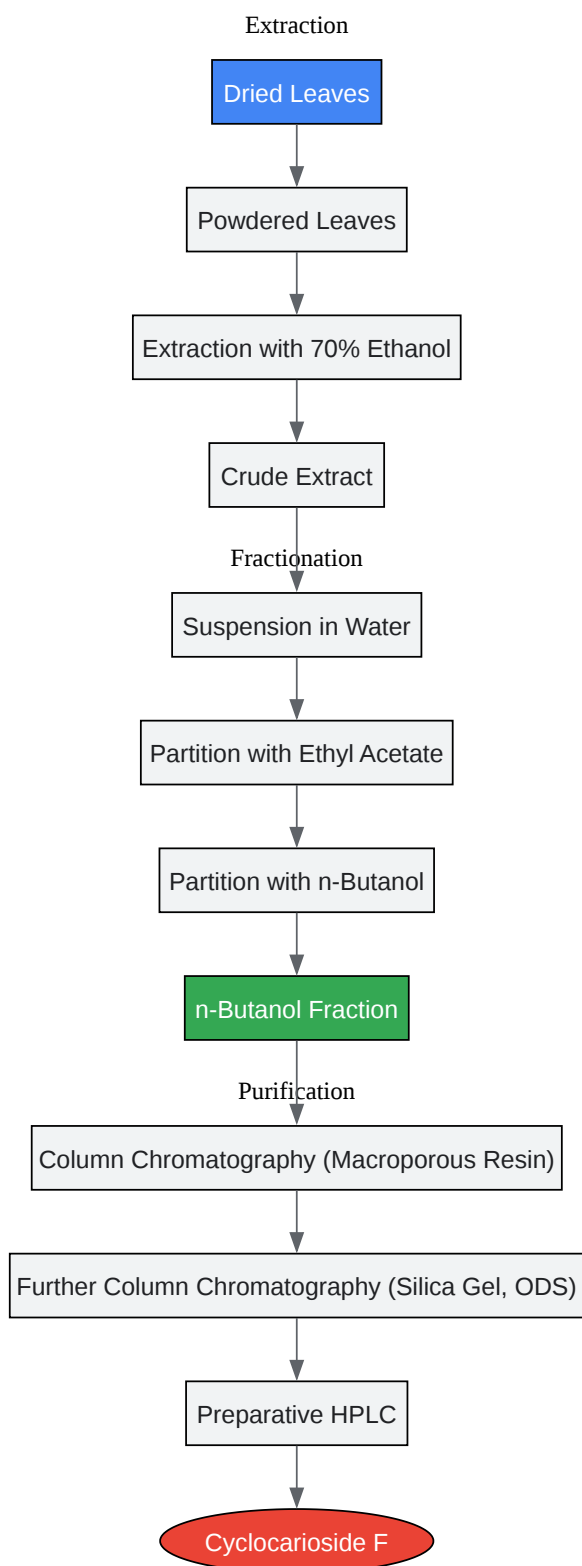 Extraction
Dried Leaves
Powdered Leaves
Extraction with 70% Ethanol
Crude Extract
Fractionation
Suspension in Water
Partition with Ethyl Acetate
Partition with n-Butanol
n-Butanol Fraction
Purification
Column Chromatography (Macroporous Resin)
Further Column Chromatography (Silica Gel, ODS)
Preparative HPLC
Cyclocarioside F